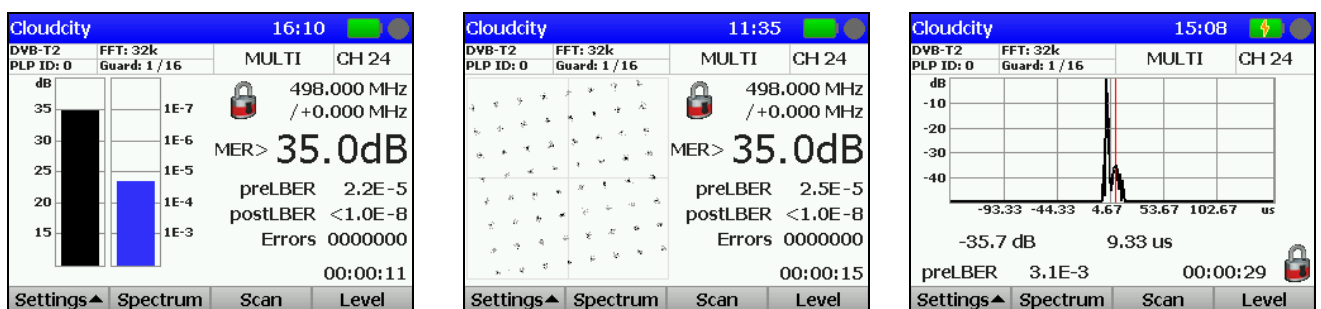 Cloudcity 16:10
DVB-T2 FFT: 32k
PLP ID: 0 Guard: 1/16
MULTI CH 24
dB
35
30
25
20
15
1E-7
1E-6
1E-5
1E-4
1E-3
498.000 MHz
/+0.000 MHz
MER> 35.0dB
preLBER 2.2E-5
postLBER <1.0E-8
Errors 0000000
00:00:11
Settings▲ Spectrum Scan Level
Cloudcity 11:35
DVB-T2 FFT: 32k
PLP ID: 0 Guard: 1/16
MULTI CH 24
498.000 MHz
/+0.000 MHz
MER> 35.0dB
preLBER 2.5E-5
postLBER <1.0E-8
Errors 0000000
00:00:15
Settings▲ Spectrum Scan Level
Cloudcity 15:08
DVB-T2 FFT: 32k
PLP ID: 0 Guard: 1/16
MULTI CH 24
dB
-10
-20
-30
-40
-93.33 -44.33 4.67 53.67 102.67 us
-35.7 dB 9.33 us
preLBER 3.1E-3 00:00:29
Settings▲ Spectrum Scan Level